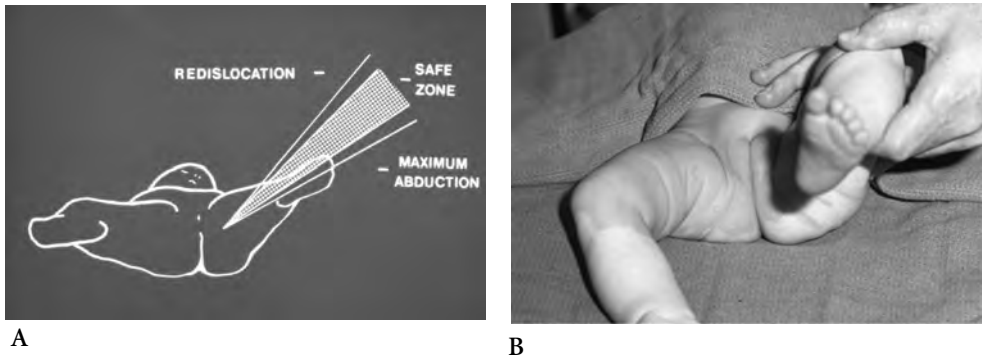 REDISLOCATION
SAFE
ZONE
MAXIMUM
ABDUCTION
A
B